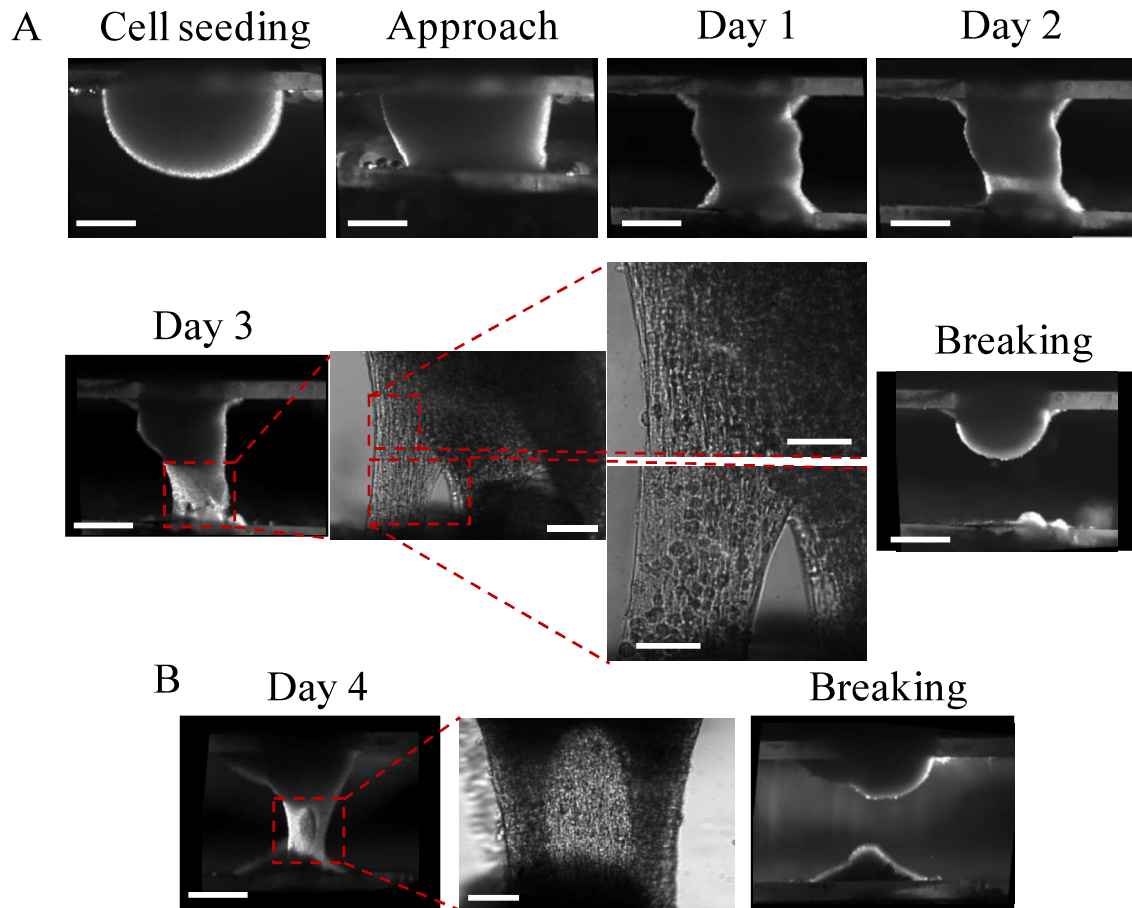 A
Cell seeding
Approach
Day 1
Day 2
Day 3
Breaking
B
Day 4
Breaking